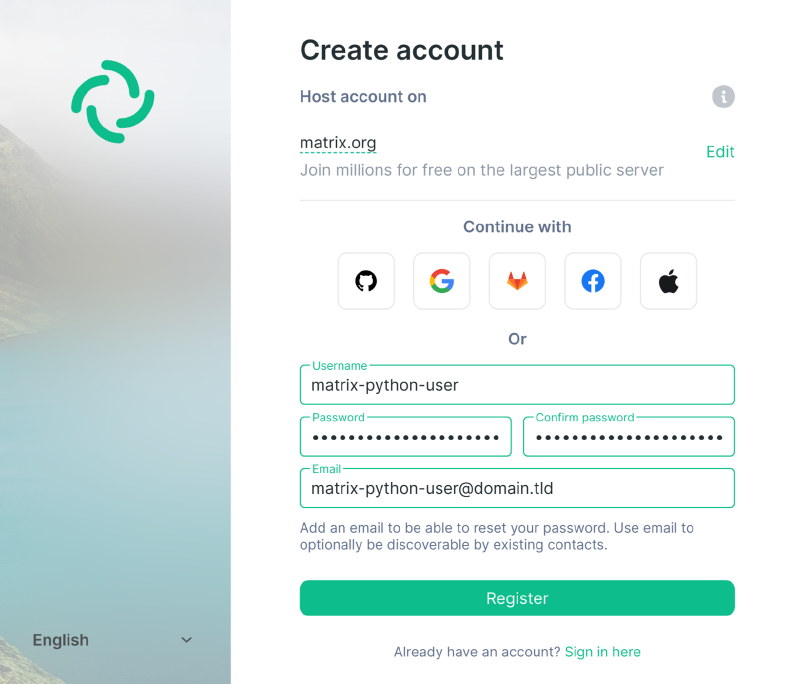 Create account
Host account on
matrix.org
Edit
Join millions for free on the largest public server
Continue with
Or
Username
matrix-python-user
Password
Confirm password
•••••••••••••••••••• 
••••••••••••••••••••
Email
matrix-python-user@domain.tld
Add an email to be able to reset your password. Use email to
optionally be discoverable by existing contacts.
Register
English
Already have an account? Sign in here